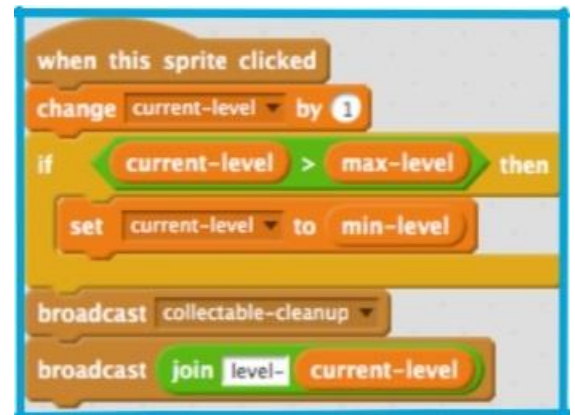 when this sprite clicked
change current-level by 1
if current-level > max-level then
set current-level to min-level
broadcast collectable-cleanup
broadcast join level- current-level